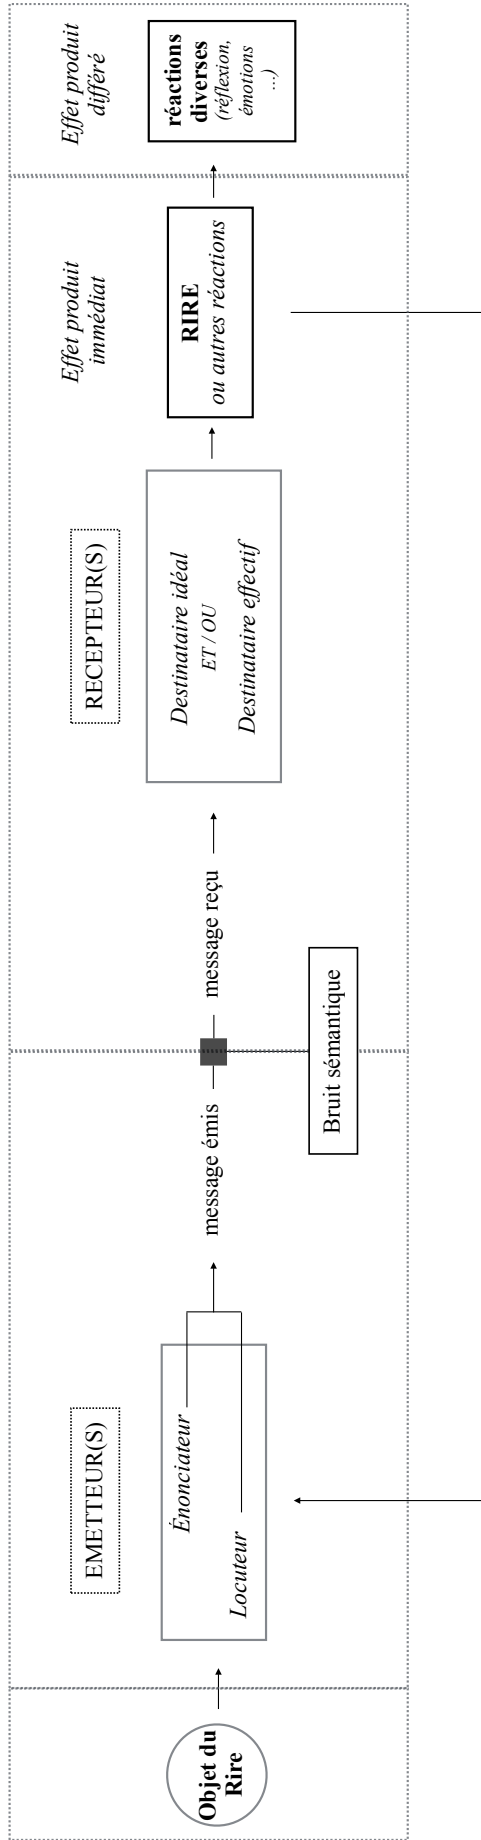 Objet du
Rire
EMETTEUR(S)
Énonciateur
Locuteur
message émis
Bruit sémantique
message reçu
RECEPTEUR(S)
Destinataire idéal
ET / OU
Destinataire effectif
Effet produit
immédiat
RIRE
ou autres réactions
Effet produit
différé
réactions
diverses
(réflexion,
émotions
...)